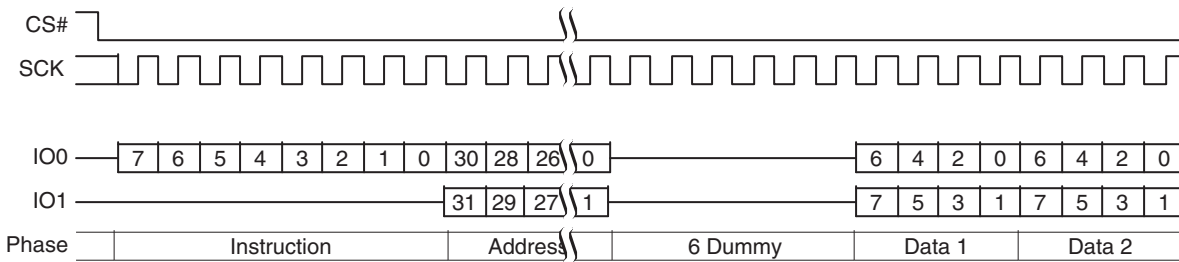 CS#
SCK
IO0 7 6 5 4 3 2 1 0 30 28 26 0 6 4 2 0 6 4 2 0
IO1 31 29 27 1 7 5 3 1 7 5 3 1
Phase Instruction Address 6 Dummy Data 1 Data 2